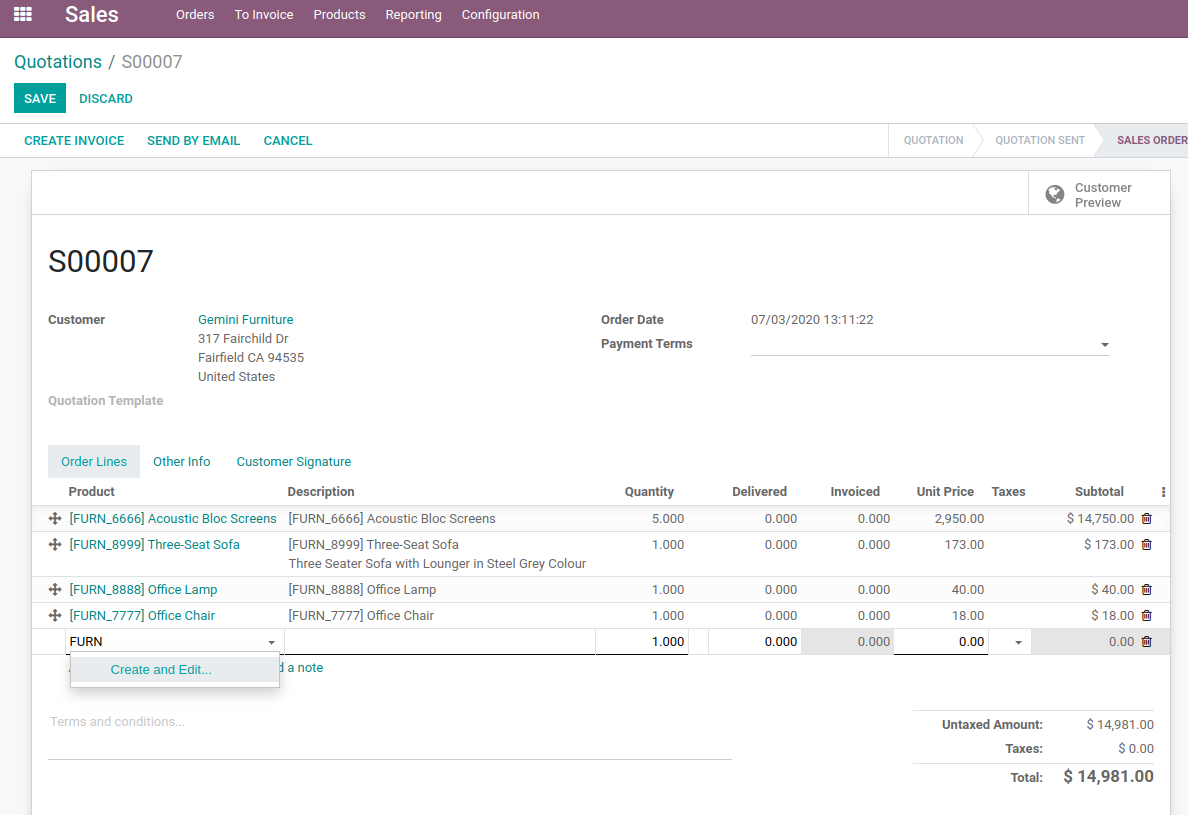 Sales Orders To Invoice Products Reporting Configuration
Quotations / S00007
SAVE DISCARD
CREATE INVOICE SEND BY EMAIL CANCEL QUOTATION QUOTATION SENT SALES ORDER
Customer
Preview
S00007
Customer Gemini Furniture Order Date 07/03/2020 13:11:22
317 Fairchild Dr Payment Terms
Fairfield CA 94535
United States
Quotation Template
Order Lines Other Info Customer Signature
Product Description Quantity Delivered Invoiced Unit Price Taxes Subtotal
[FURN_6666] Acoustic Bloc Screens [FURN_6666] Acoustic Bloc Screens 5.000 0.000 0.000 2,950.00 $ 14,750.00
[FURN_8999] Three-Seat Sofa [FURN_8999] Three-Seat Sofa 1.000 0.000 0.000 173.00 $ 173.00
Three Seater Sofa with Lounger in Steel Grey Colour
[FURN_8888] Office Lamp [FURN_8888] Office Lamp 1.000 0.000 0.000 40.00 $ 40.00
[FURN_7777] Office Chair [FURN_7777] Office Chair 1.000 0.000 0.000 18.00 $ 18.00
FURN 1.000 0.000 0.000 0.00 0.00
Create and Edit... d a note
Terms and conditions...
Untaxed Amount: $ 14,981.00
Taxes: $ 0.00
Total: $ 14,981.00